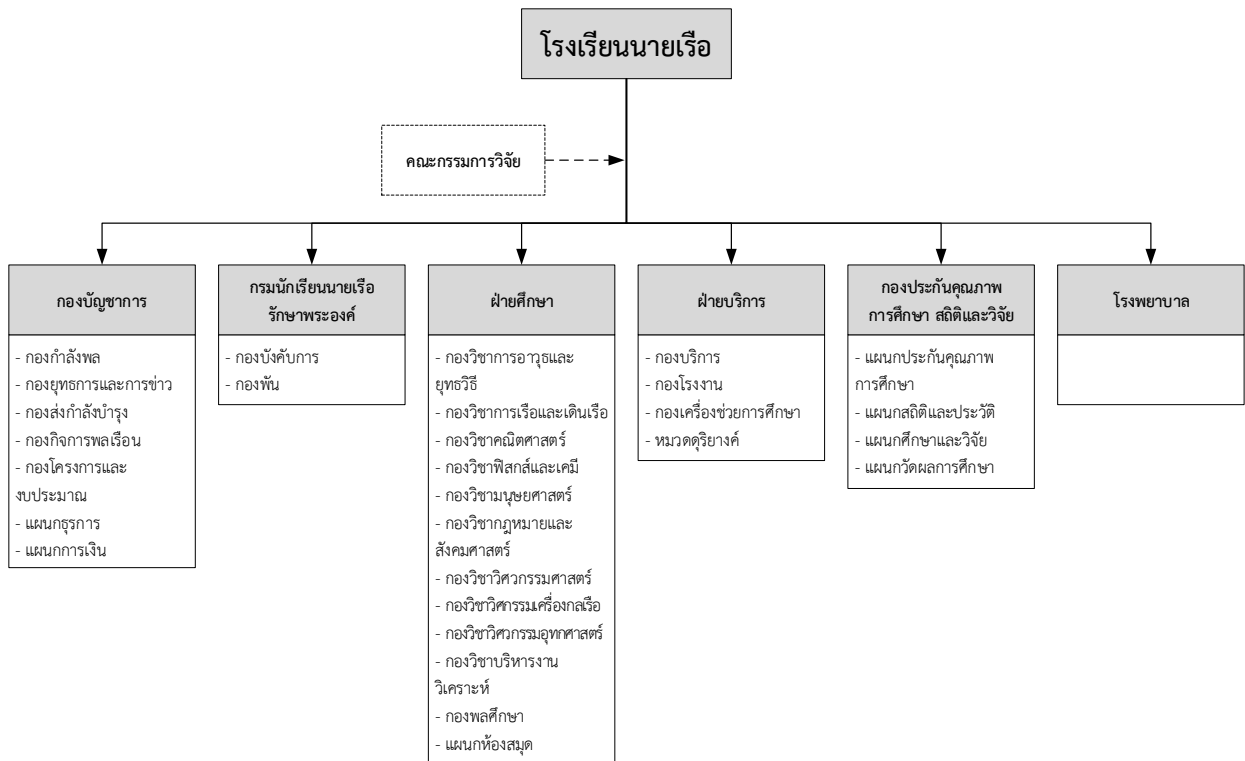 โรงเรียนนายเรือ
คณะกรรมการวิจัย
กองบัญชาการ
- กองกำลังพล
- กองยุทธการและการข่าว
- กองส่งกำลังบำรุง
- กองกิจการพลเรือน
- กองโครงการและ
งบประมาณ
- แผนกธุรการ
- แผนกการเงิน
กรมนักเรียนนายเรือ
รักษาพระองค์
- กองบังคับการ
- กองพัน
ฝ่ายศึกษา
- กองวิชาการอาวุธและ
ยุทธวิธี
- กองวิชาการเรือและเดินเรือ
- กองวิชาคณิตศาสตร์
- กองวิชาฟิสกส์และเคมี
- กองวิชามนุษยศาสตร์
- กองวิชากฎหมายและ
สังคมศาสตร์
- กองวิชาวิศวกรรมศาสตร์
- กองวิชาวิศกรรมเครื่องกลเรือ
- กองวิชาวิศวกรรมอุทกศาสตร์
- กองวิชาบริหารงาน
วิเคราะห์
- กองพลศึกษา
- แผนกห้องสมุด
ฝ่ายบริการ
- กองบริการ
- กองโรงงาน
- กองเครื่องช่วยการศึกษา
- หมวดดุริยางค์
กองประกันคุณภาพ
การศึกษา สถิติและวิจัย
- แผนกประกันคุณภาพ
การศึกษา
- แผนกสถิติและประวัติ
- แผนกศึกษาและวิจัย
- แผนกวัดผลการศึกษา
โรงพยาบาล